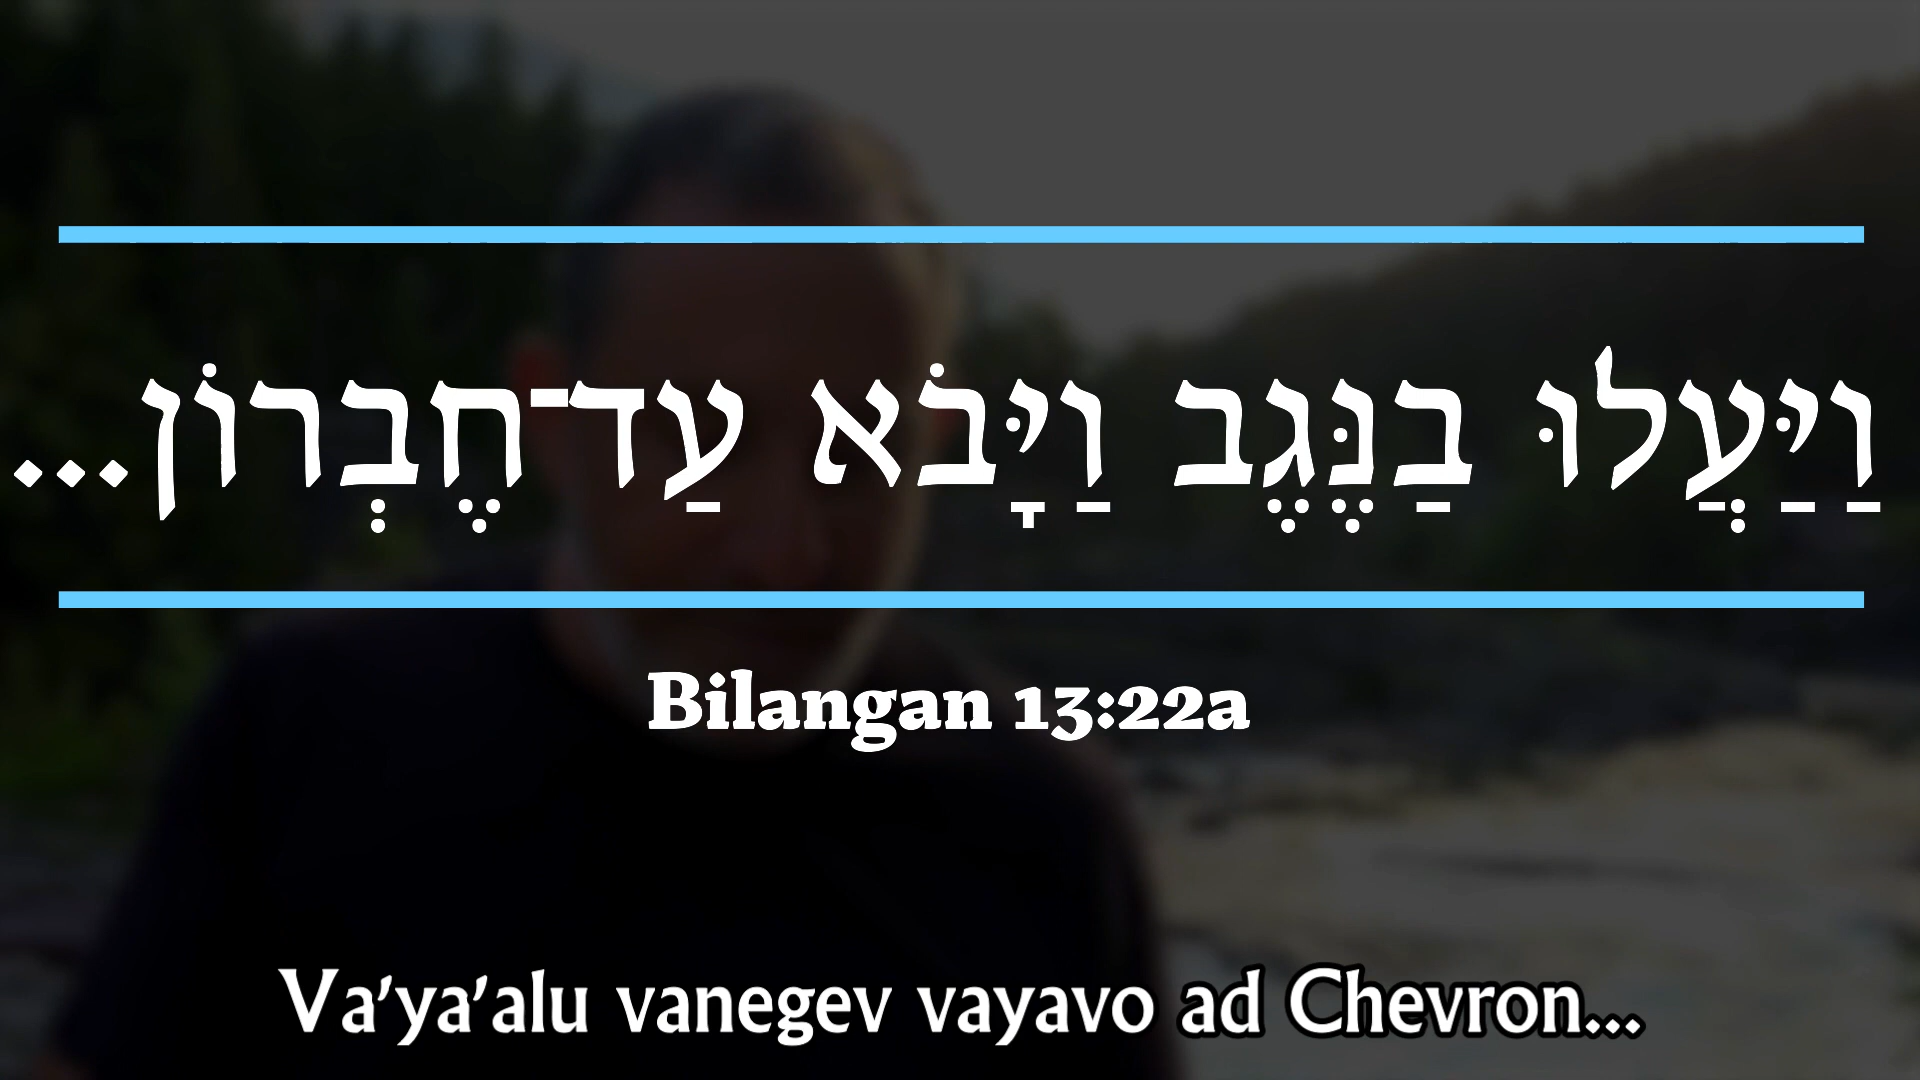 וַיַּעֲלוּ בַנֶּגֶב וַיָּבֹא עַד־חֶבְרוֹן...
Bilangan 13:22a
Va'ya'alu vanegev vayavo ad Chevron...